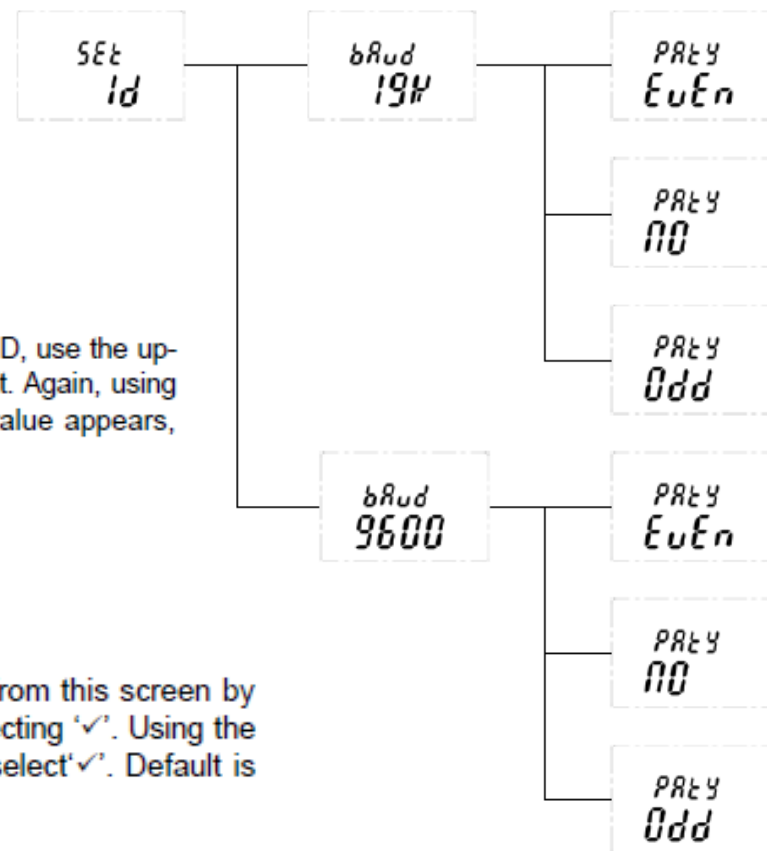 SEt
Id
bAud
19K
PAtY
EvEn
PAtY
NO
PAtY
Odd
D, use the up-
t. Again, using
alue appears,
bAud
9600
PAtY
EvEn
PAtY
NO
PAtY
Odd
rom this screen by
cting ‘✓’. Using the
select‘✓’. Default is